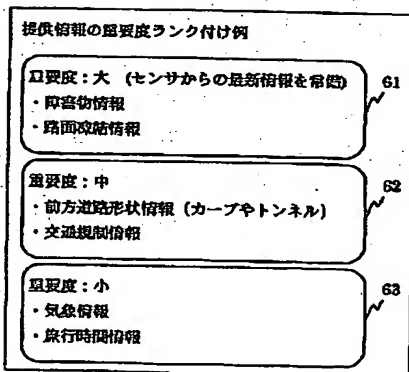 提供情報の重要度ランク付け例
重要度：大 (センサからの最新情報を常備)
61
・障害物情報
・路面凍結情報
重要度：中
62
・前方道路形状情報 (カーブやトンネル)
・交通規制情報
重要度：小
63
・気象情報
・旅行時間情報